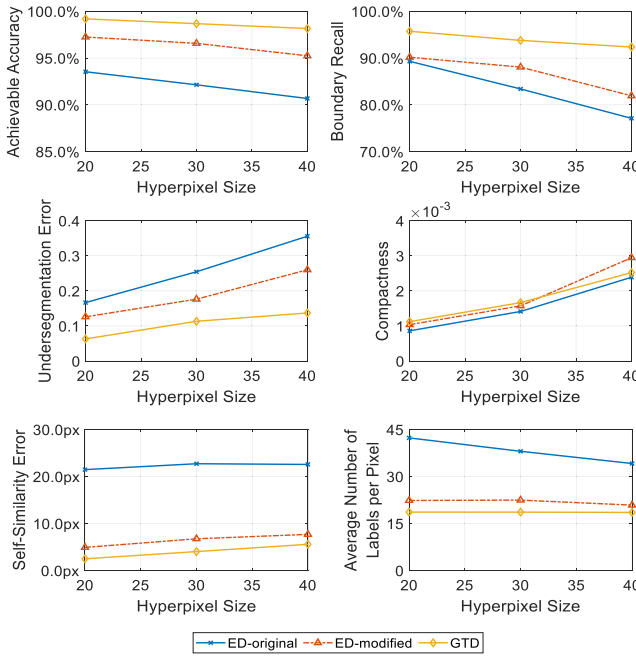 100.0%
95.0%
90.0%
85.0%
Achievable Accuracy
20 25 30 35 40
Hyperpixel Size
100.0%
90.0%
80.0%
70.0%
Boundary Recall
20 25 30 35 40
Hyperpixel Size
0.4
0.3
0.2
0.1
0
Undersegmentation Error
20 25 30 35 40
Hyperpixel Size
×10⁻³
4
3
2
1
0
Compactness
20 25 30 35 40
Hyperpixel Size
30.0px
20.0px
10.0px
0.0px
Self-Similarity Error
20 25 30 35 40
Hyperpixel Size
45
30
15
0
Average Number of
Labels per Pixel
20 25 30 35 40
Hyperpixel Size
ED-original ED-modified GTD